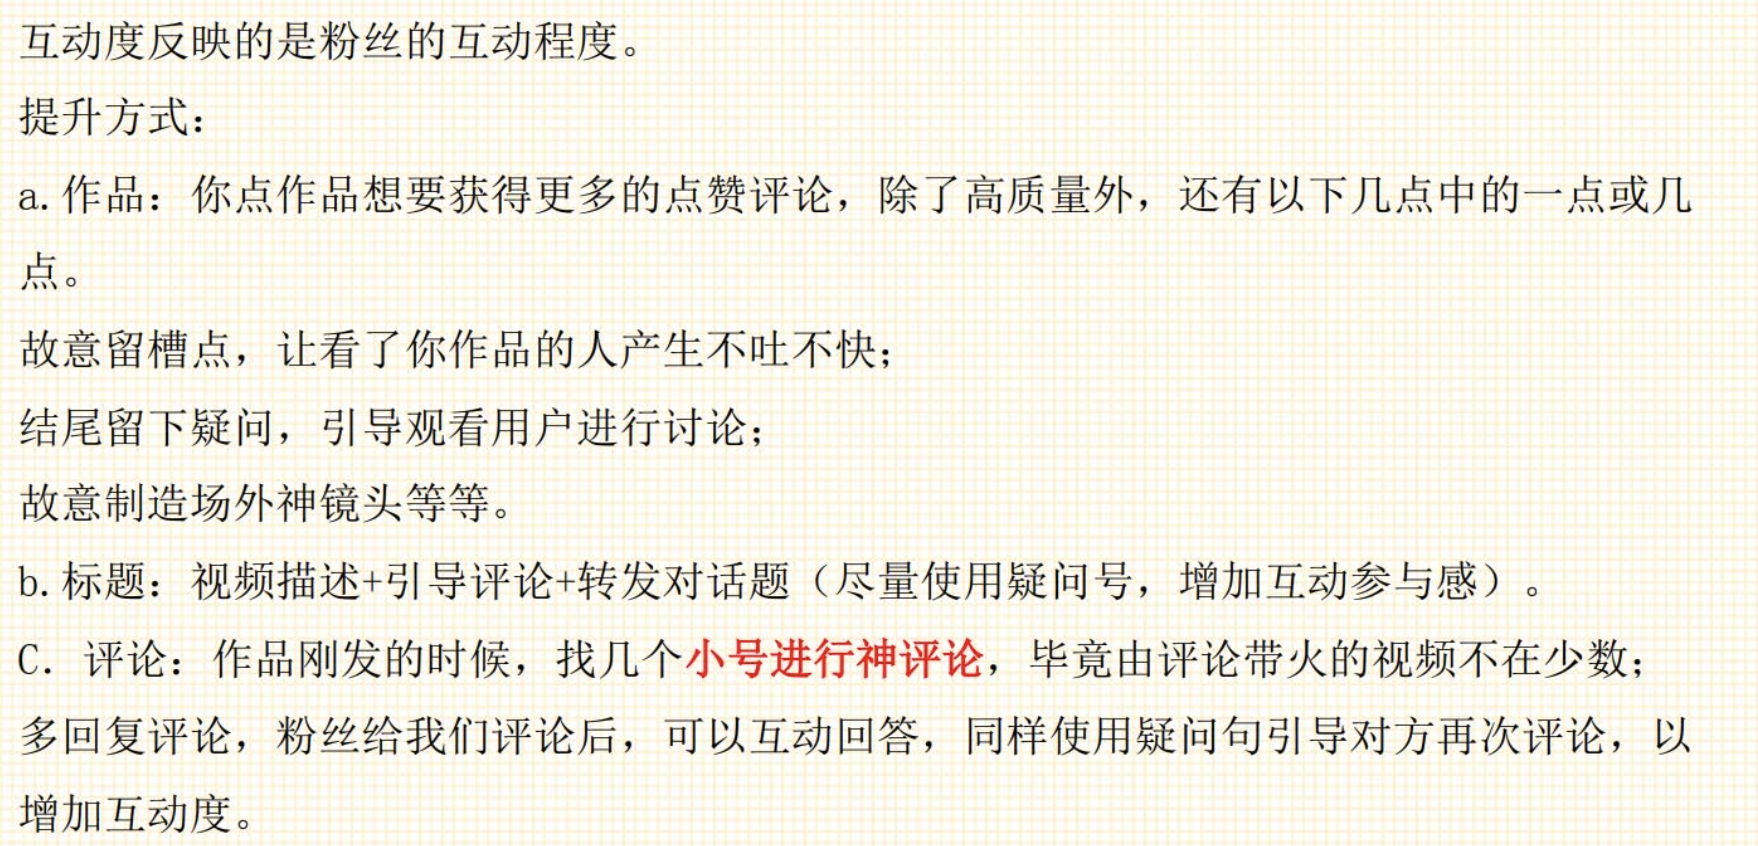 互动度反映的是粉丝的互动程度。
提升方式：
a.作品：你点作品想要获得更多的点赞评论，除了高质量外，还有以下几点中的一点或几
点。
故意留槽点，让看了你作品的人产生不吐不快；
结尾留下疑问，引导观看用户进行讨论；
故意制造场外神镜头等等。
b.标题：视频描述+引导评论+转发对话题（尽量使用疑问号，增加互动参与感）。
C. 评论：作品刚发的时候，找几个小号进行神评论，毕竟由评论带火的视频不在少数；
多回复评论，粉丝给我们评论后，可以互动回答，同样使用疑问句引导对方再次评论，以
增加互动度。